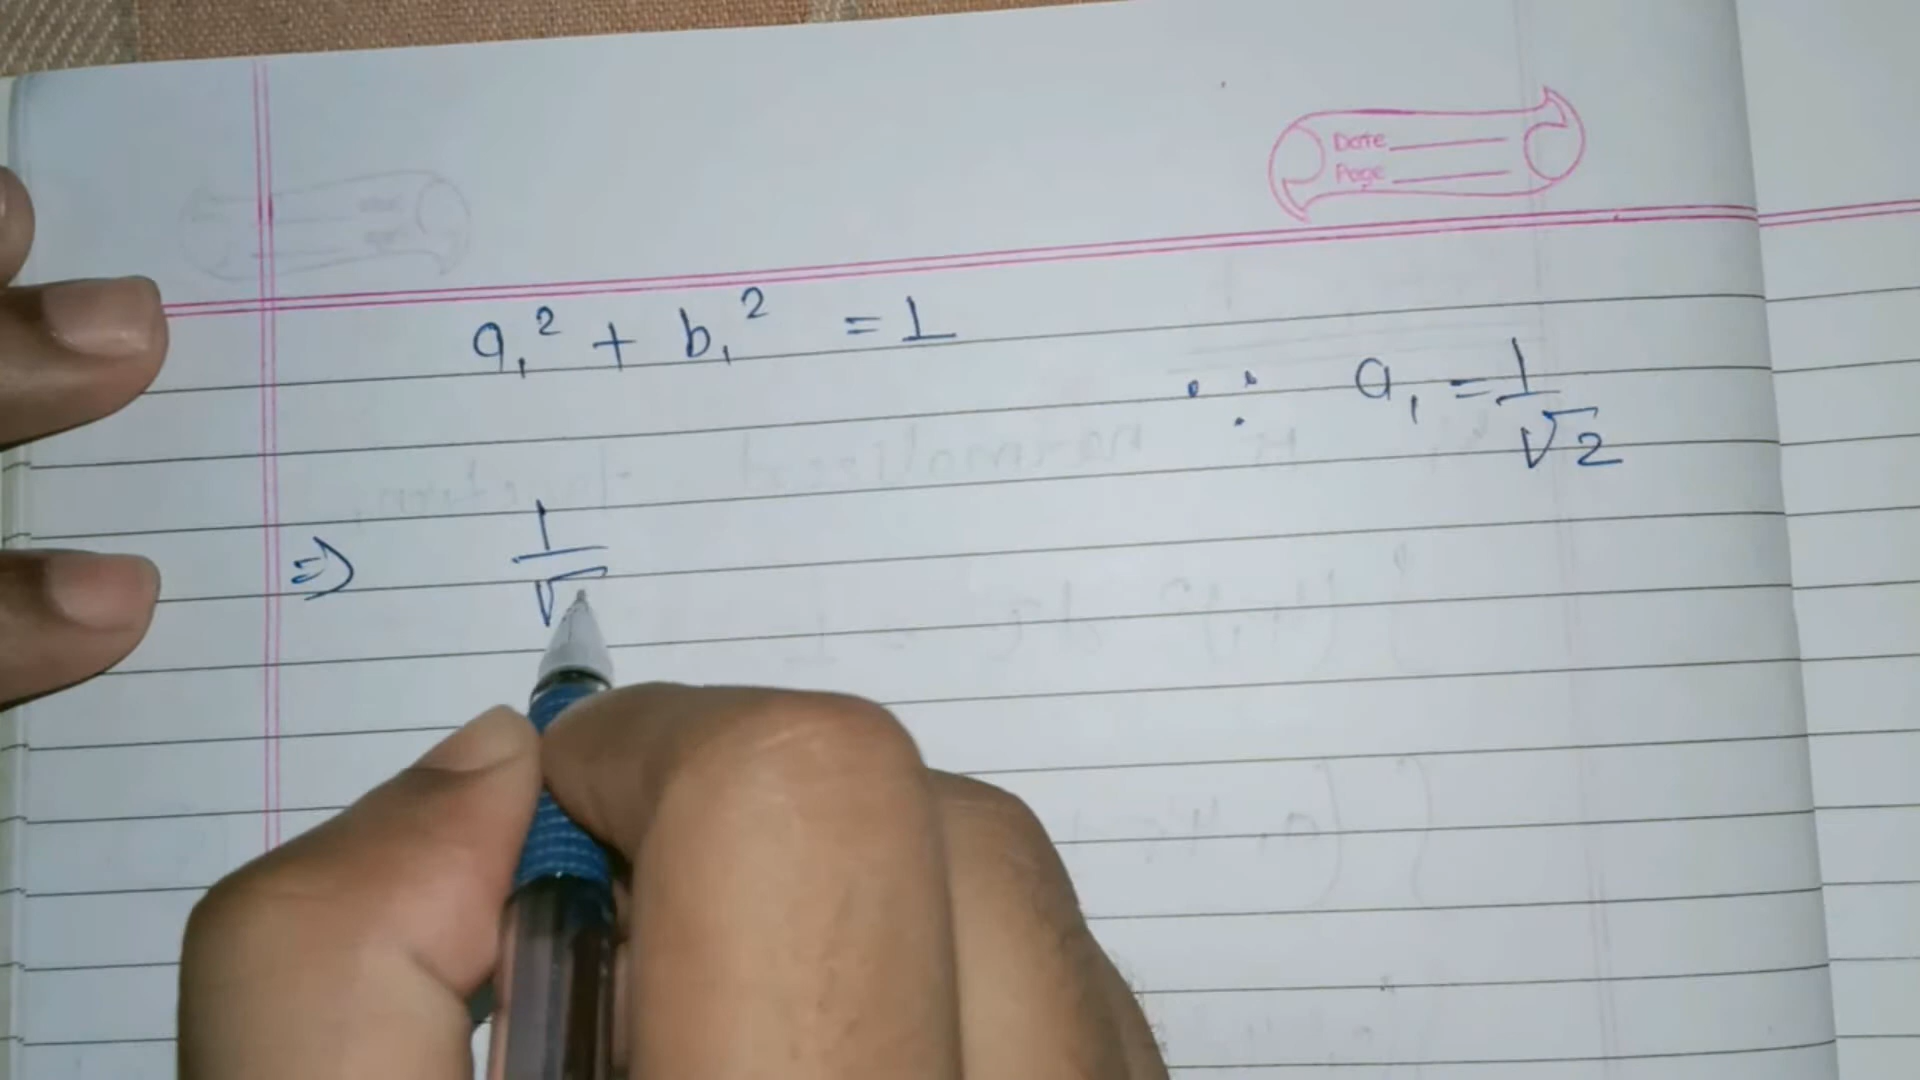 Date
Page
a₁² + b₁² = 1
∵ a₁ = 1/√2
⇒ 1/√